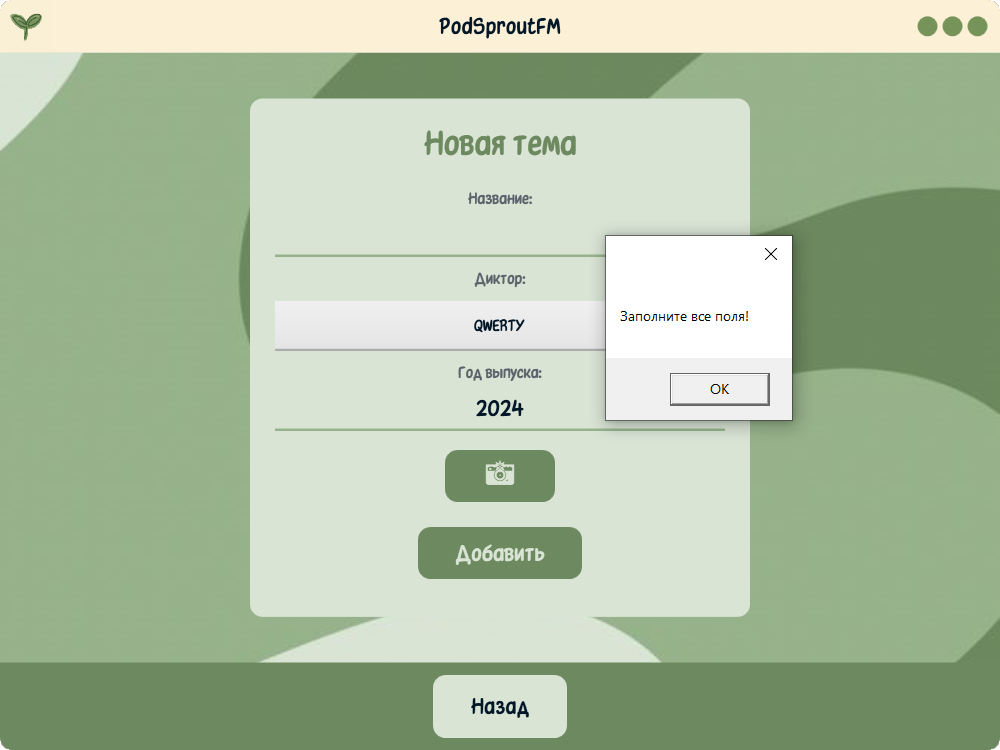 PodSproutFM
Новая тема
Название:
Диктор:
QWERTY
Год выпуска:
2024
Заполните все поля!
OK
Добавить
Назад